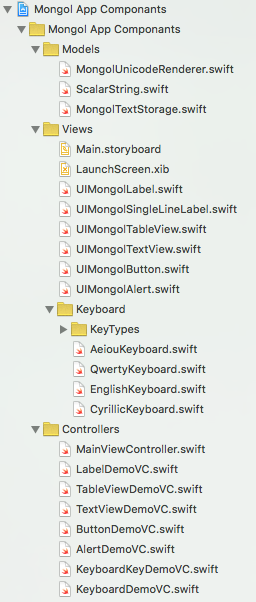 Mongol App Componants
Mongol App Componants
Models
MongolUnicodeRenderer.swift
ScalarString.swift
MongolTextStorage.swift
Views
Main.storyboard
LaunchScreen.xib
UIMongolLabel.swift
UIMongolSingleLineLabel.swift
UIMongolTableView.swift
UIMongolTextView.swift
UIMongolButton.swift
UIMongolAlert.swift
Keyboard
KeyTypes
AeiouKeyboard.swift
QwertyKeyboard.swift
EnglishKeyboard.swift
CyrillicKeyboard.swift
Controllers
MainViewController.swift
LabelDemoVC.swift
TableViewDemoVC.swift
TextViewDemoVC.swift
ButtonDemoVC.swift
AlertDemoVC.swift
KeyboardKeyDemoVC.swift
KeyboardDemoVC.swift